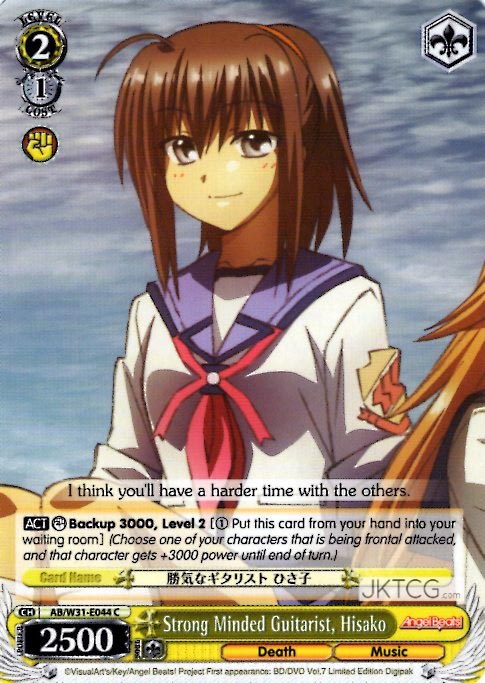 LEVEL
2
1
COST
I think you'll have a harder time with the others.
ACT Backup 3000, Level 2 [① Put this card from your hand into your
waiting room] (Choose one of your characters that is being frontal attacked,
and that character gets +3000 power until end of turn.)
Card Name 勝気なギタリスト ひさ子
JKTCG.com
CH AB/W31-E044 C
POWER 2500 SOUL Strong Minded Guitarist, Hisako Angel Beats!
Death Music
©VisualArt's/Key/Angel Beats! Project First appearance: BD/DVD Vol,7 Limited Edition Digipak